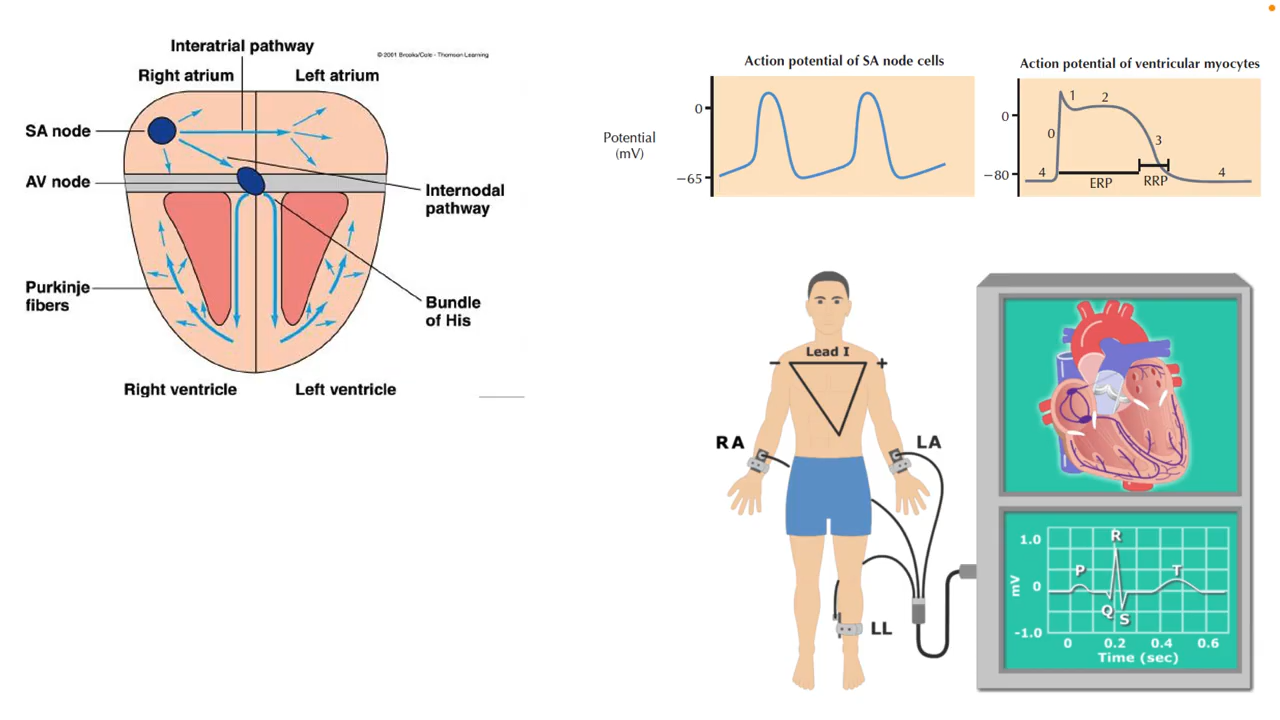 Interatrial pathway
© 2001 Brooks/Cole - Thomson Learning
Right atrium
Left atrium
SA node
AV node
Internodal
pathway
Purkinje
fibers
Bundle
of His
Right ventricle
Left ventricle
Action potential of SA node cells
Potential
(mV)
0
−65
Action potential of ventricular myocytes
0
−80
4
0
1
2
3
4
ERP
RRP
Lead I
− +
RA
LA
LL
1.0
0
-1.0
mV
P
R
Q
S
T
0 0.2 0.4 0.6
Time (sec)